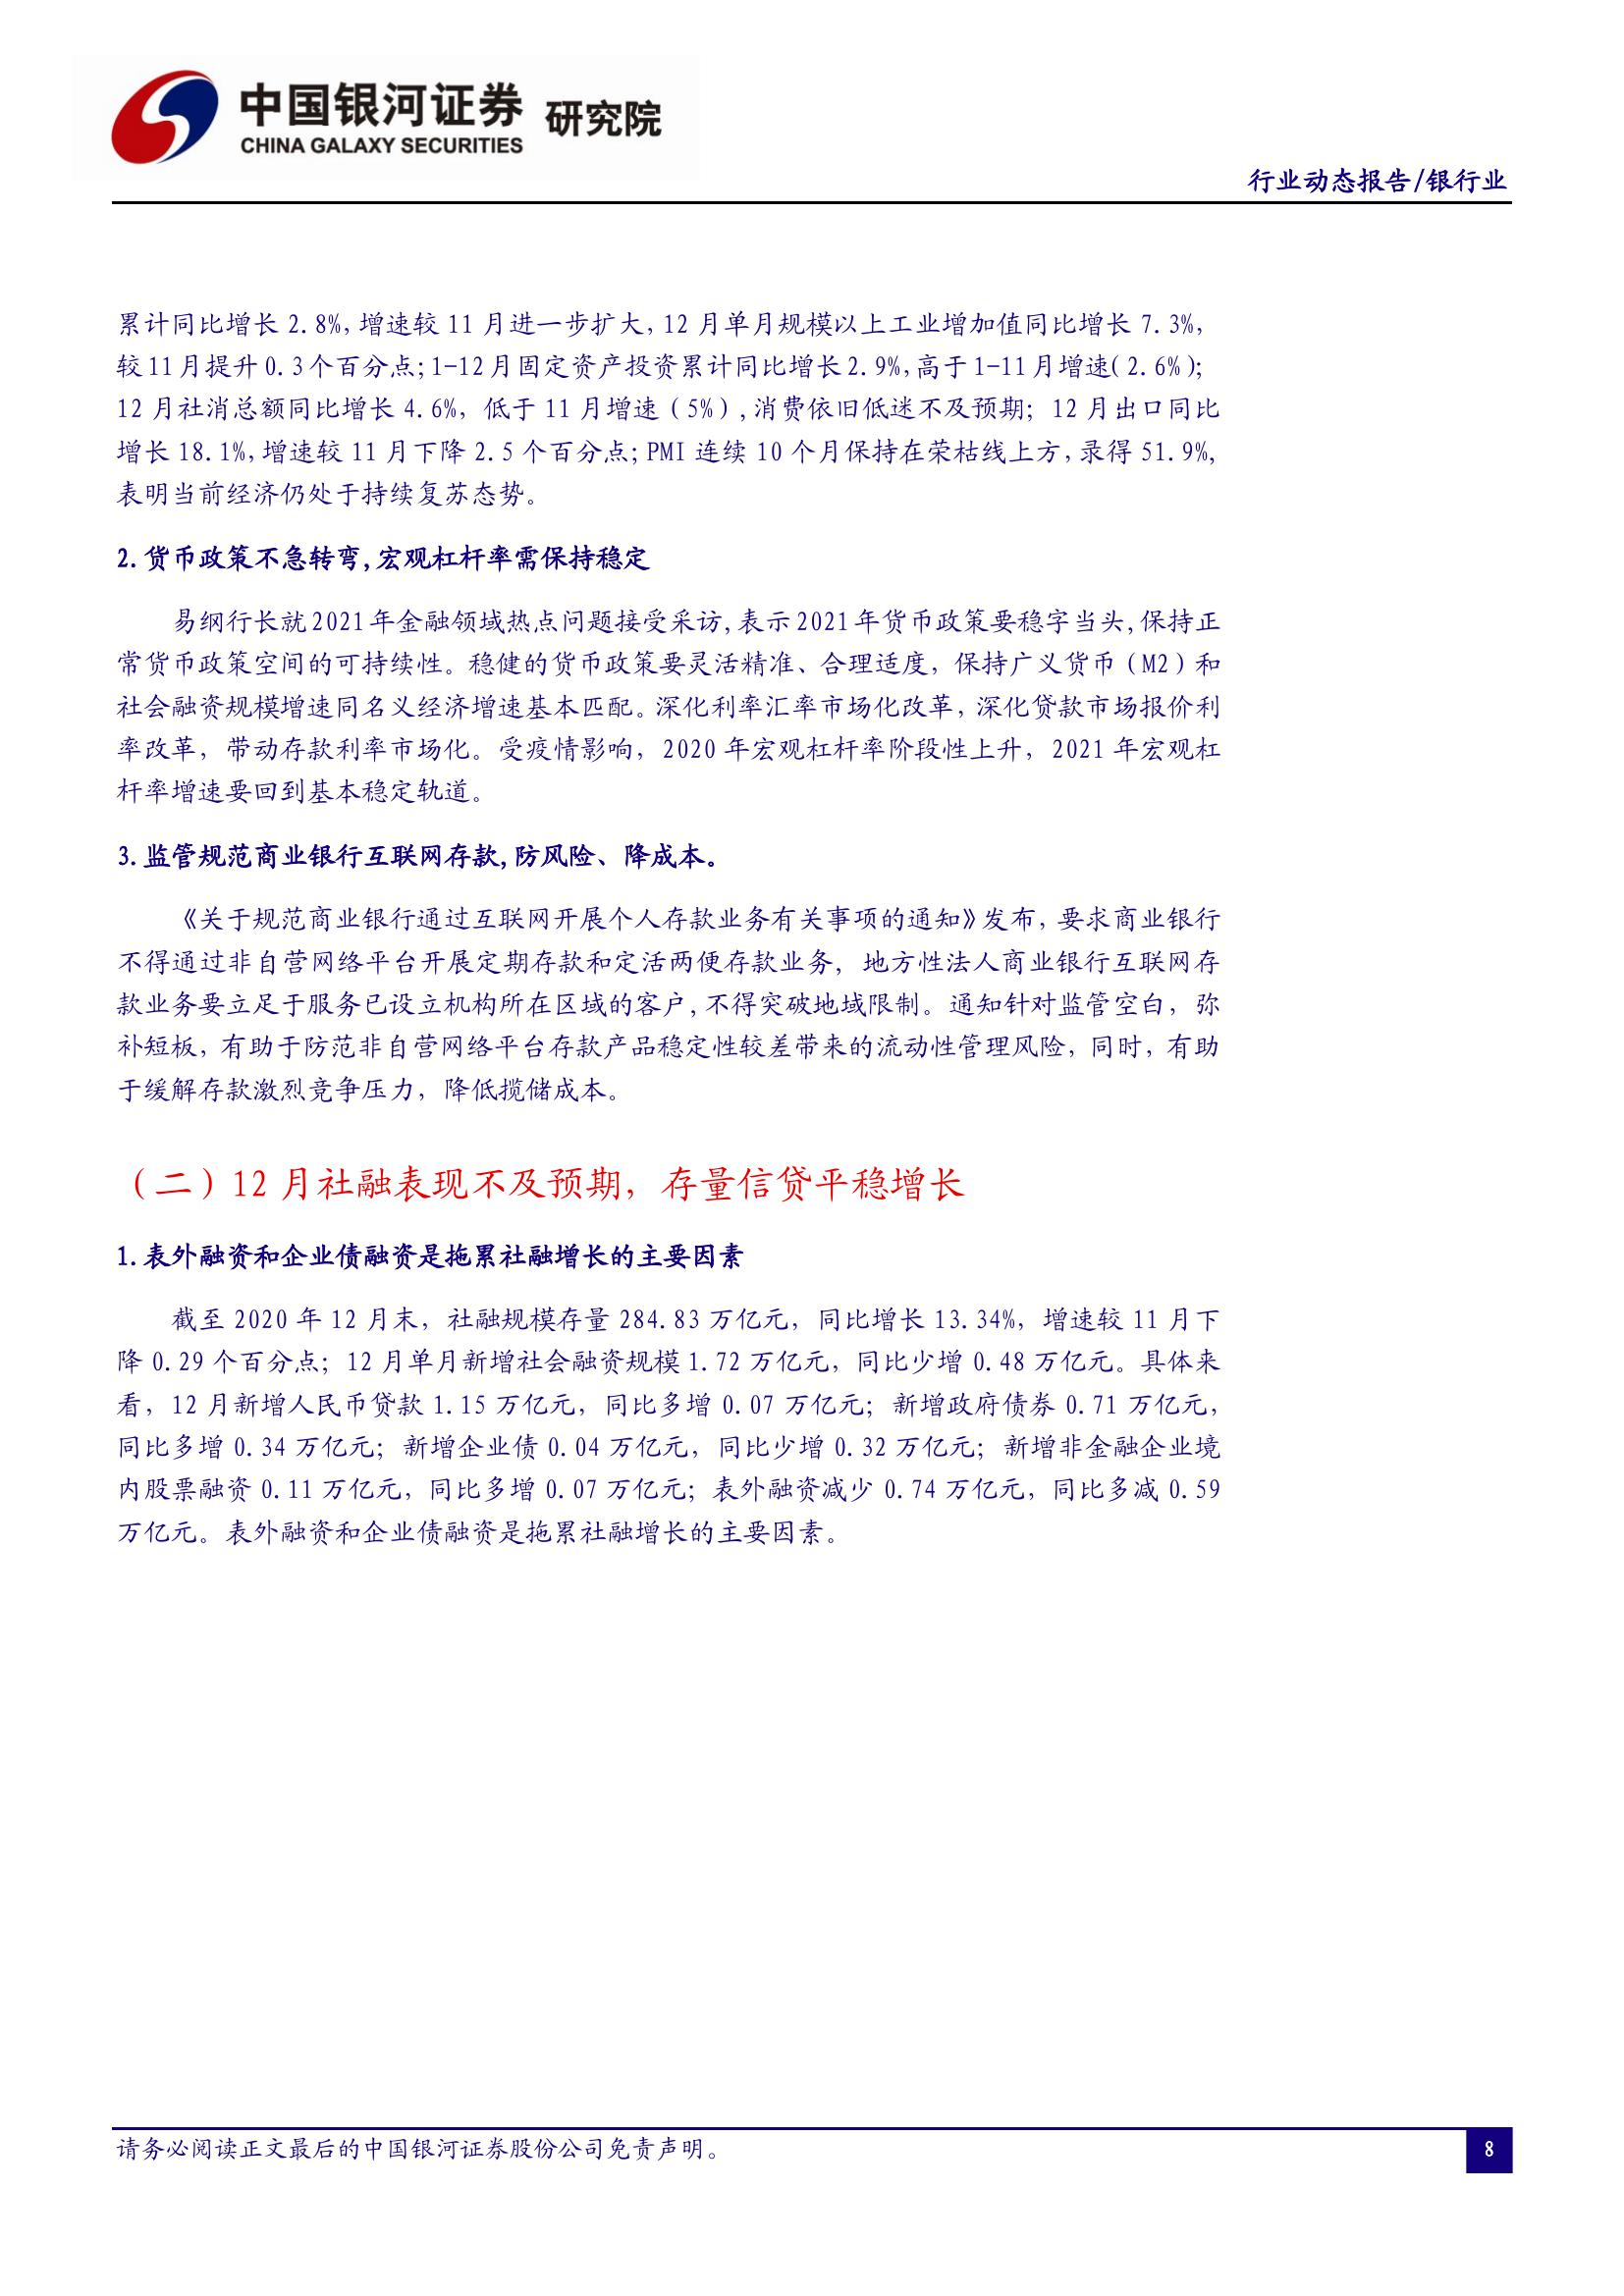 中国银河证券 研究院
CHINA GALAXY SECURITIES
行业动态报告/银行业
累计同比增长 2.8%,增速较 11 月进一步扩大,12 月单月规模以上工业增加值同比增长 7.3%,
较11月提升0.3个百分点;1-12月固定资产投资累计同比增长2.9%,高于1-11月增速(2.6%);
12 月社消总额同比增长 4.6%，低于 11 月增速（5%）,消费依旧低迷不及预期；12 月出口同比
增长 18.1%,增速较 11 月下降 2.5 个百分点;PMI 连续 10 个月保持在荣枯线上方,录得 51.9%,
表明当前经济仍处于持续复苏态势。
2.货币政策不急转弯,宏观杠杆率需保持稳定
易纲行长就2021年金融领域热点问题接受采访,表示2021年货币政策要稳字当头,保持正
常货币政策空间的可持续性。稳健的货币政策要灵活精准、合理适度，保持广义货币（M2）和
社会融资规模增速同名义经济增速基本匹配。深化利率汇率市场化改革，深化贷款市场报价利
率改革，带动存款利率市场化。受疫情影响，2020 年宏观杠杆率阶段性上升，2021 年宏观杠
杆率增速要回到基本稳定轨道。
3.监管规范商业银行互联网存款,防风险、降成本。
《关于规范商业银行通过互联网开展个人存款业务有关事项的通知》发布，要求商业银行
不得通过非自营网络平台开展定期存款和定活两便存款业务，地方性法人商业银行互联网存
款业务要立足于服务已设立机构所在区域的客户,不得突破地域限制。通知针对监管空白，弥
补短板，有助于防范非自营网络平台存款产品稳定性较差带来的流动性管理风险，同时，有助
于缓解存款激烈竞争压力，降低揽储成本。
（二）12 月社融表现不及预期，存量信贷平稳增长
1.表外融资和企业债融资是拖累社融增长的主要因素
截至 2020 年 12 月末，社融规模存量 284.83 万亿元，同比增长 13.34%，增速较 11 月下
降 0.29 个百分点；12 月单月新增社会融资规模 1.72 万亿元，同比少增 0.48 万亿元。具体来
看，12 月新增人民币贷款 1.15 万亿元，同比多增 0.07 万亿元；新增政府债券 0.71 万亿元，
同比多增 0.34 万亿元；新增企业债 0.04 万亿元，同比少增 0.32 万亿元；新增非金融企业境
内股票融资 0.11 万亿元，同比多增 0.07 万亿元；表外融资减少 0.74 万亿元，同比多减 0.59
万亿元。表外融资和企业债融资是拖累社融增长的主要因素。
请务必阅读正文最后的中国银河证券股份公司免责声明。
8